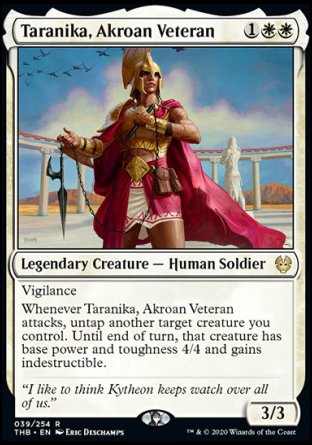 Taranika, Akroan Veteran 1
Legendary Creature — Human Soldier
Vigilance
Whenever Taranika, Akroan Veteran
attacks, untap another target creature you
control. Until end of turn, that creature has
base power and toughness 4/4 and gains
indestructible.
“I like to think Kytheon keeps watch over all
of us.”
3/3
039/254 R
THB • EN Eric Deschamps
™ & © 2020 Wizards of the Coast